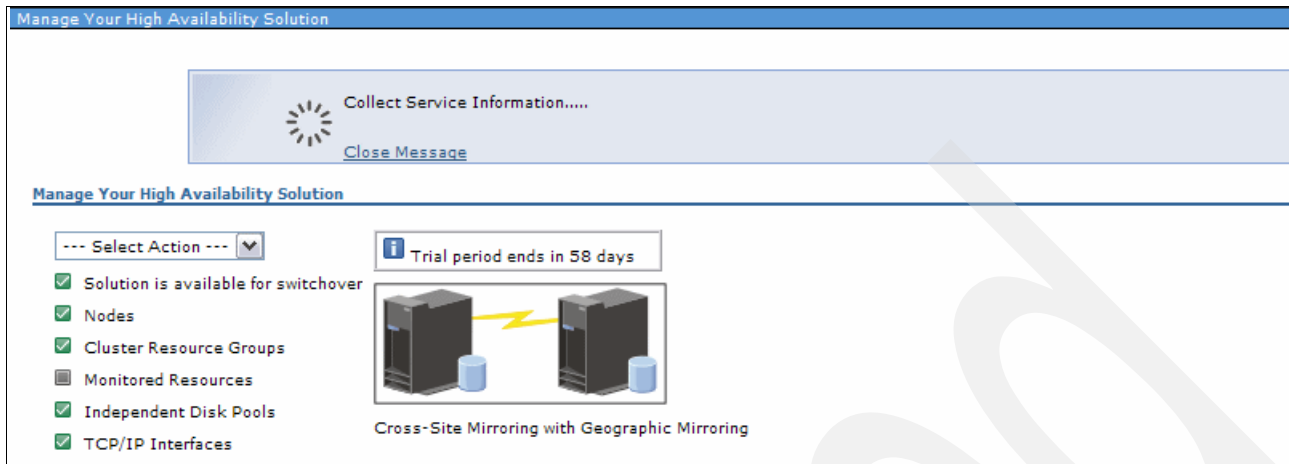 Manage Your High Availability Solution
Collect Service Information.....
Close Message
Manage Your High Availability Solution
--- Select Action ---
Trial period ends in 58 days
Solution is available for switchover
Nodes
Cluster Resource Groups
Monitored Resources
Independent Disk Pools
TCP/IP Interfaces
Cross-Site Mirroring with Geographic Mirroring